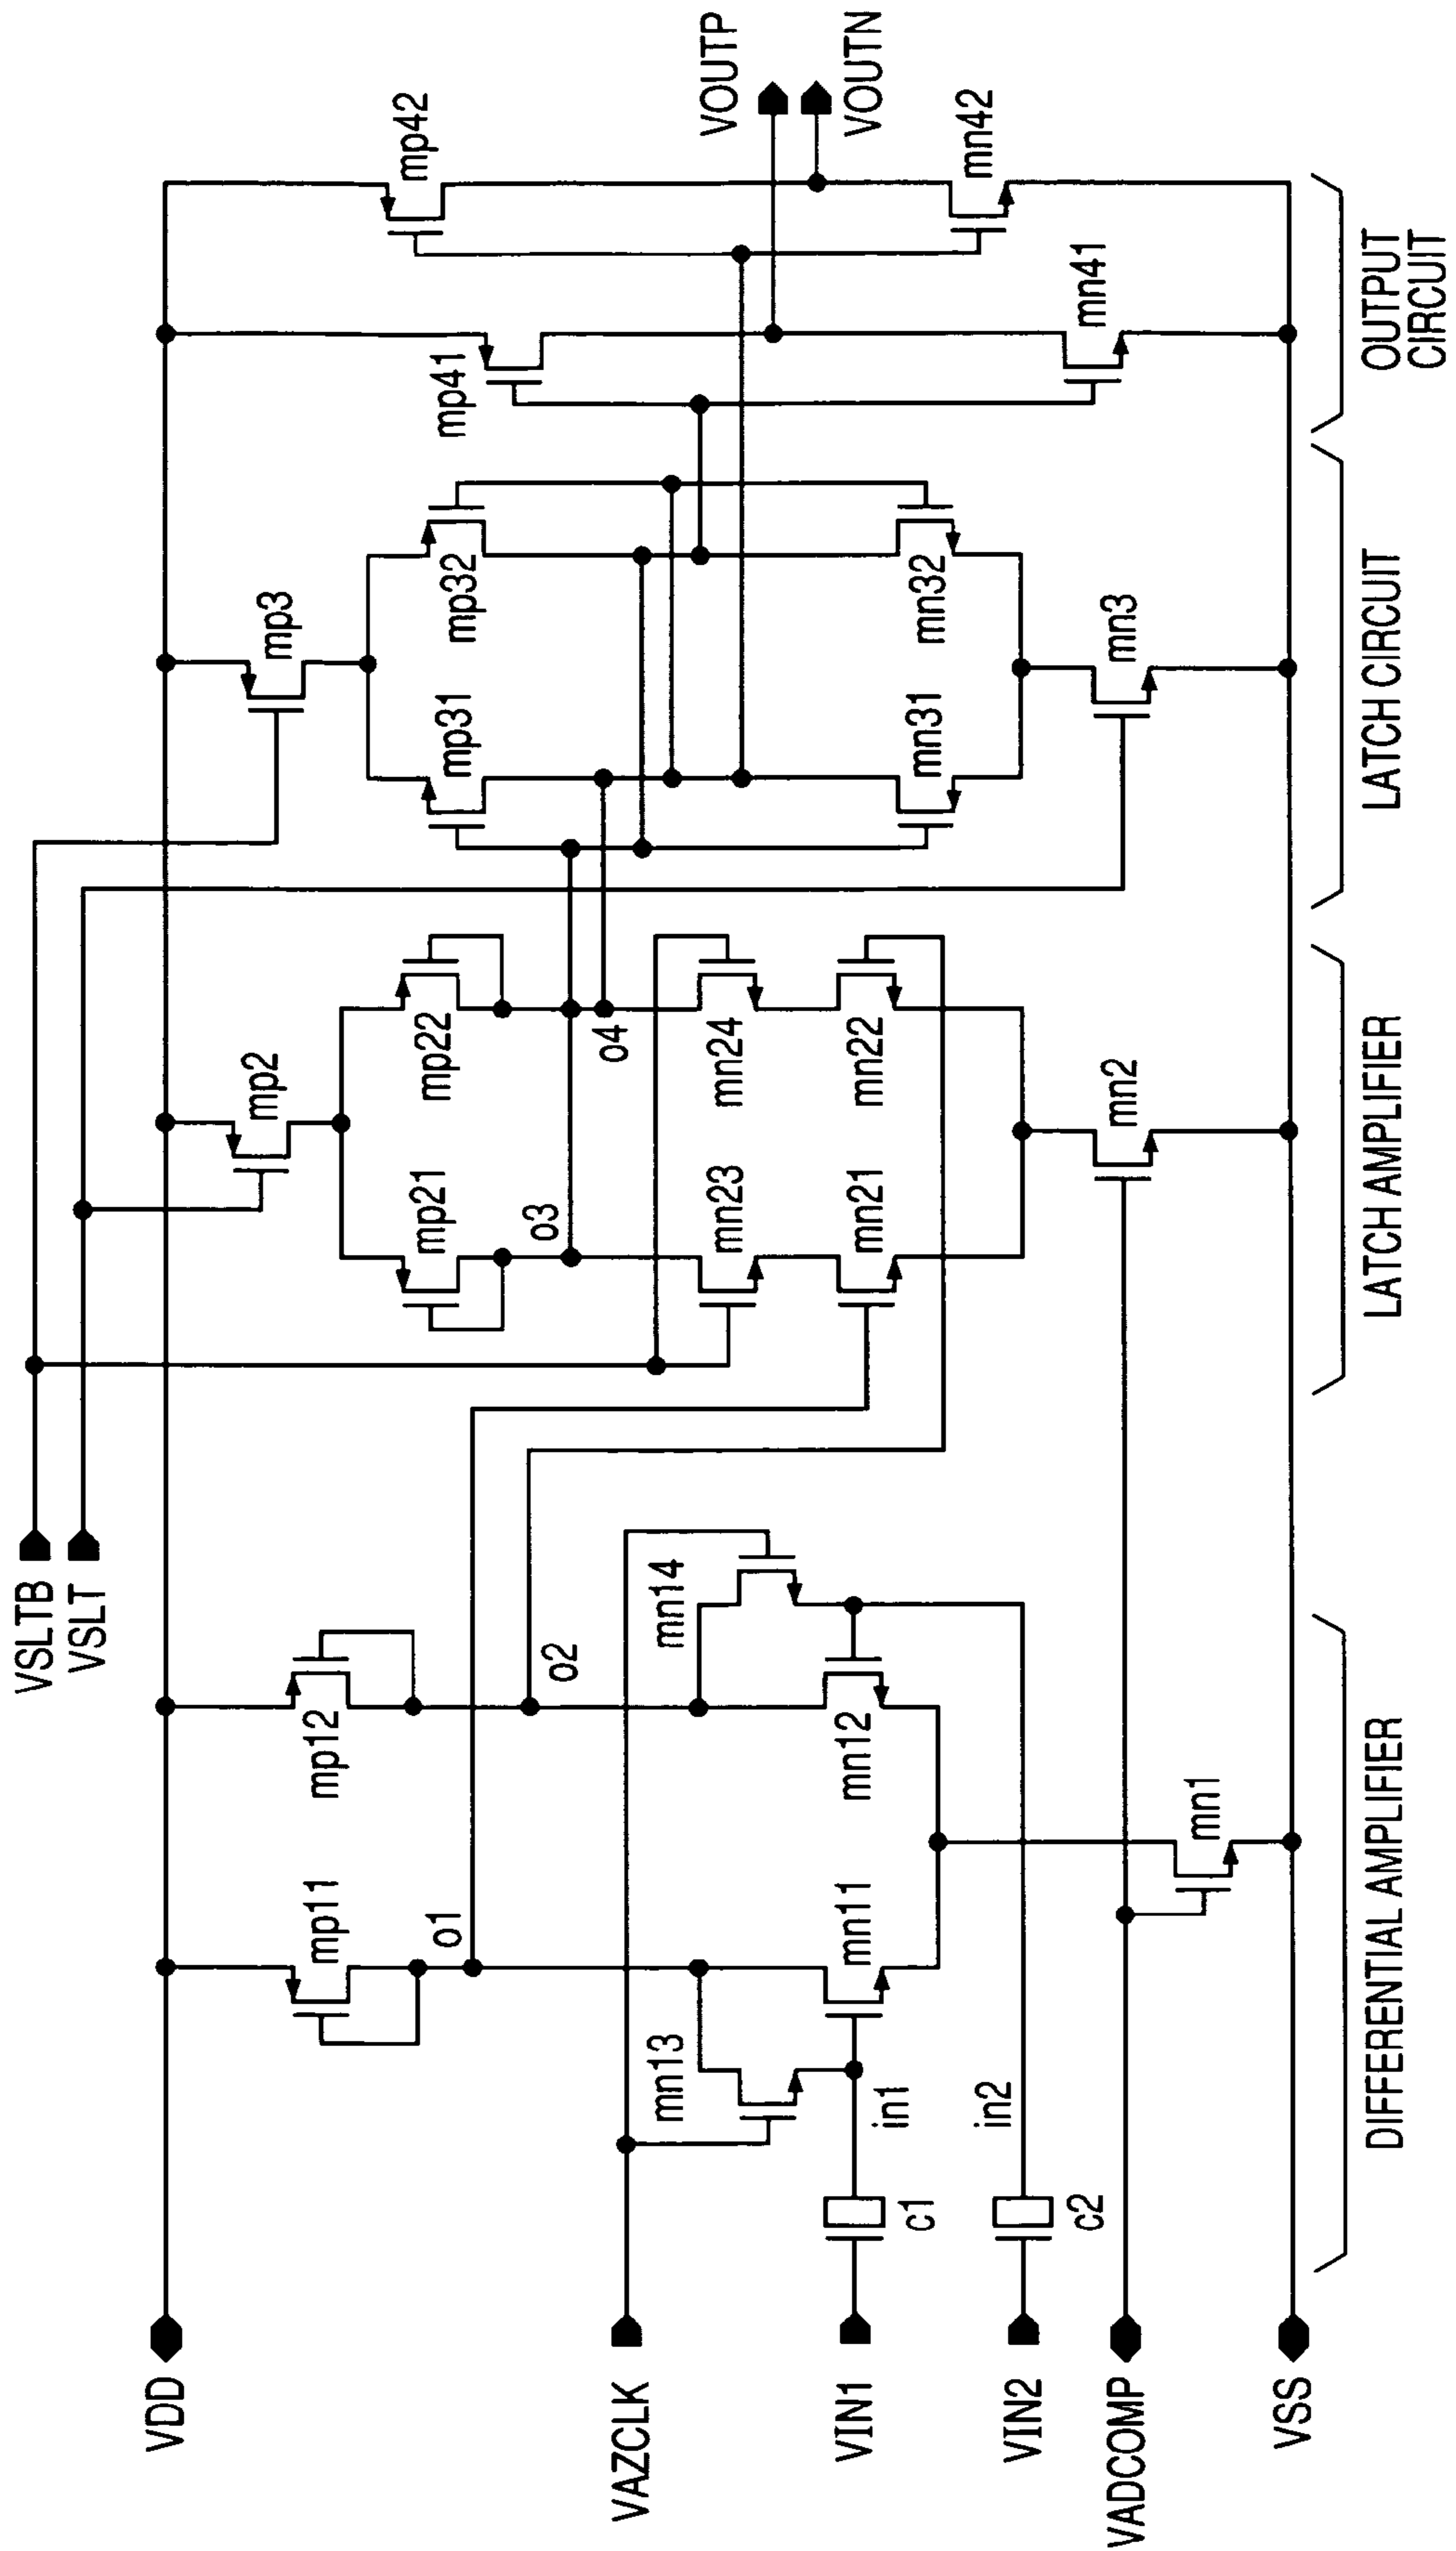 VSLTB
VSLT
VDD
VAZCLK
VIN1
VIN2
VADCOMP
VSS
mp11
mp12
o1
o2
mn13
mn14
mn11
mn12
in1
in2
c1
c2
mn1
DIFFERENTIAL AMPLIFIER
mp2
mp21
mp22
o3
o4
mn23
mn24
mn21
mn22
mn2
LATCH AMPLIFIER
mp3
mp31
mp32
mn31
mn32
mn3
LATCH CIRCUIT
mp41
mp42
VOUTP
VOUTN
mn41
mn42
OUTPUT
CIRCUIT